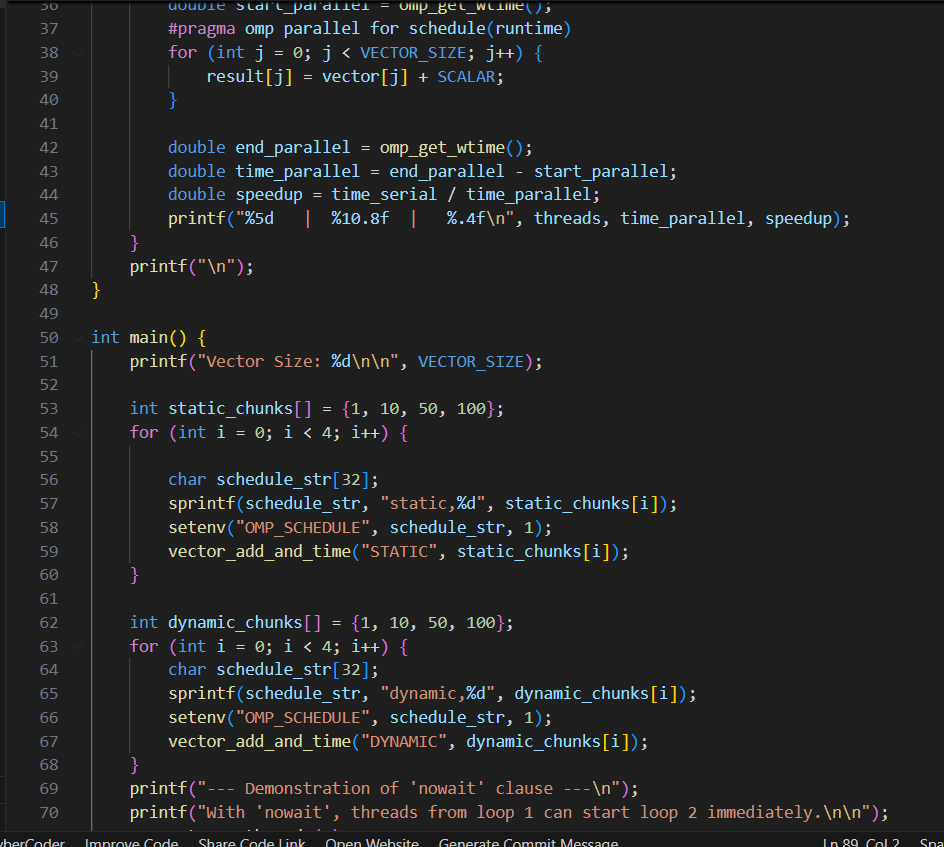 36 double start_parallel = omp_get_wtime();
37 #pragma omp parallel for schedule(runtime)
38 for (int j = 0; j < VECTOR_SIZE; j++) {
39 result[j] = vector[j] + SCALAR;
40 }
41
42 double end_parallel = omp_get_wtime();
43 double time_parallel = end_parallel - start_parallel;
44 double speedup = time_serial / time_parallel;
45 printf("%5d   |  %10.8f  |   %.4f\n", threads, time_parallel, speedup);
46 }
47 printf("\n");
48 }
49
50 int main() {
51 printf("Vector Size: %d\n\n", VECTOR_SIZE);
52
53 int static_chunks[] = {1, 10, 50, 100};
54 for (int i = 0; i < 4; i++) {
55
56 char schedule_str[32];
57 sprintf(schedule_str, "static,%d", static_chunks[i]);
58 setenv("OMP_SCHEDULE", schedule_str, 1);
59 vector_add_and_time("STATIC", static_chunks[i]);
60 }
61
62 int dynamic_chunks[] = {1, 10, 50, 100};
63 for (int i = 0; i < 4; i++) {
64 char schedule_str[32];
65 sprintf(schedule_str, "dynamic,%d", dynamic_chunks[i]);
66 setenv("OMP_SCHEDULE", schedule_str, 1);
67 vector_add_and_time("DYNAMIC", dynamic_chunks[i]);
68 }
69 printf("--- Demonstration of 'nowait' clause ---\n");
70 printf("With 'nowait', threads from loop 1 can start loop 2 immediately.\n\n");
yberCoder Improve Code Share Code Link Open Website Generate Commit Message Ln 89, Col 2 Spa